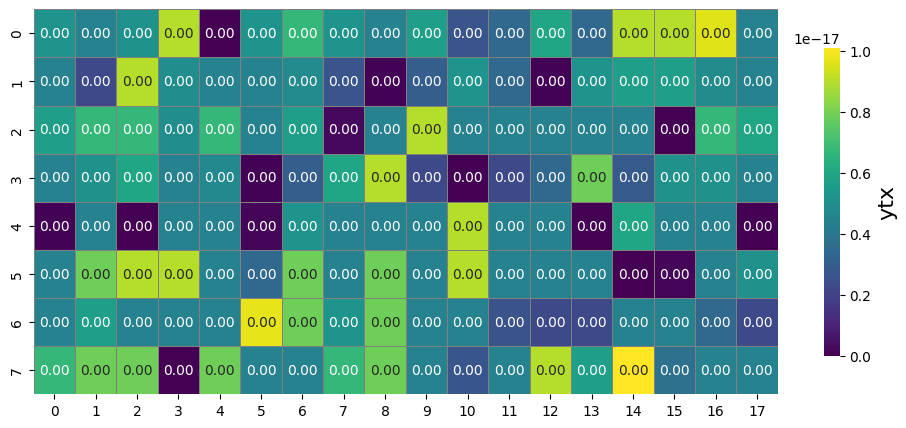 1e−17
0 0.00 0.00 0.00 0.00 0.00 0.00 0.00 0.00 0.00 0.00 0.00 0.00 0.00 0.00 0.00 0.00 0.00 0.00
1 0.00 0.00 0.00 0.00 0.00 0.00 0.00 0.00 0.00 0.00 0.00 0.00 0.00 0.00 0.00 0.00 0.00 0.00
2 0.00 0.00 0.00 0.00 0.00 0.00 0.00 0.00 0.00 0.00 0.00 0.00 0.00 0.00 0.00 0.00 0.00 0.00
3 0.00 0.00 0.00 0.00 0.00 0.00 0.00 0.00 0.00 0.00 0.00 0.00 0.00 0.00 0.00 0.00 0.00 0.00
4 0.00 0.00 0.00 0.00 0.00 0.00 0.00 0.00 0.00 0.00 0.00 0.00 0.00 0.00 0.00 0.00 0.00 0.00
5 0.00 0.00 0.00 0.00 0.00 0.00 0.00 0.00 0.00 0.00 0.00 0.00 0.00 0.00 0.00 0.00 0.00 0.00
6 0.00 0.00 0.00 0.00 0.00 0.00 0.00 0.00 0.00 0.00 0.00 0.00 0.00 0.00 0.00 0.00 0.00 0.00
7 0.00 0.00 0.00 0.00 0.00 0.00 0.00 0.00 0.00 0.00 0.00 0.00 0.00 0.00 0.00 0.00 0.00 0.00
0 1 2 3 4 5 6 7 8 9 10 11 12 13 14 15 16 17
1.0
0.8
0.6
0.4
0.2
0.0
ytx